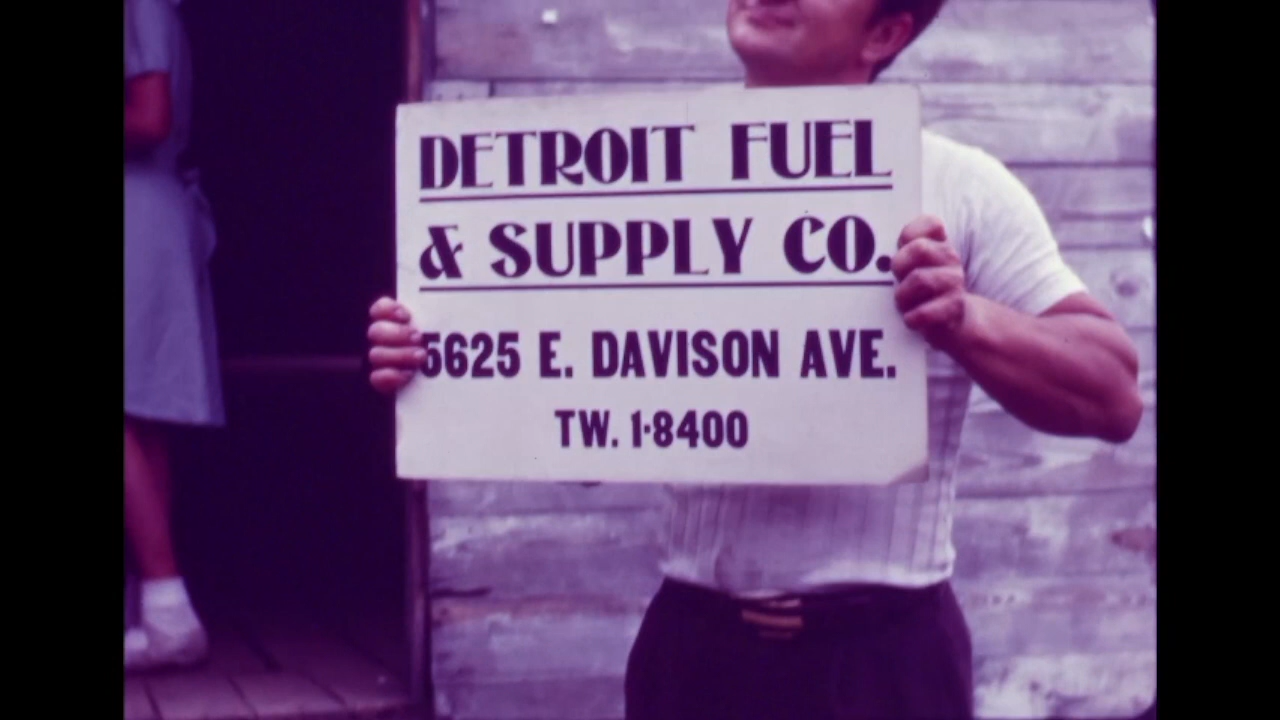 DETROIT FUEL
& SUPPLY CO.
5625 E. DAVISON AVE.
TW. 1-8400